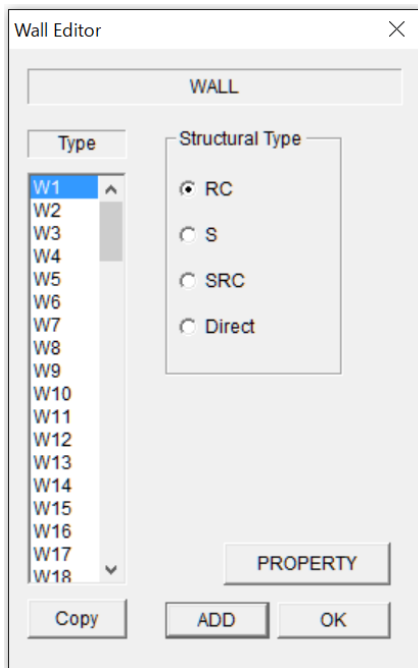 Wall Editor
WALL
Type
Structural Type
W1
W2
W3
W4
W5
W6
W7
W8
W9
W10
W11
W12
W13
W14
W15
W16
W17
W18
RC
S
SRC
Direct
PROPERTY
Copy
ADD
OK